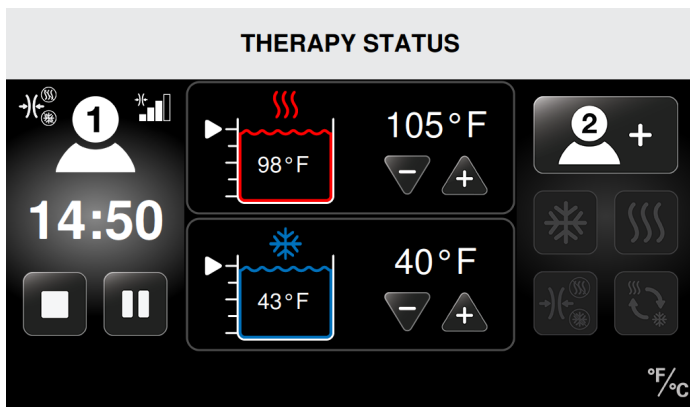 THERAPY STATUS
1
14:50
98°F
105°F
43°F
40°F
2 +
°F/°C